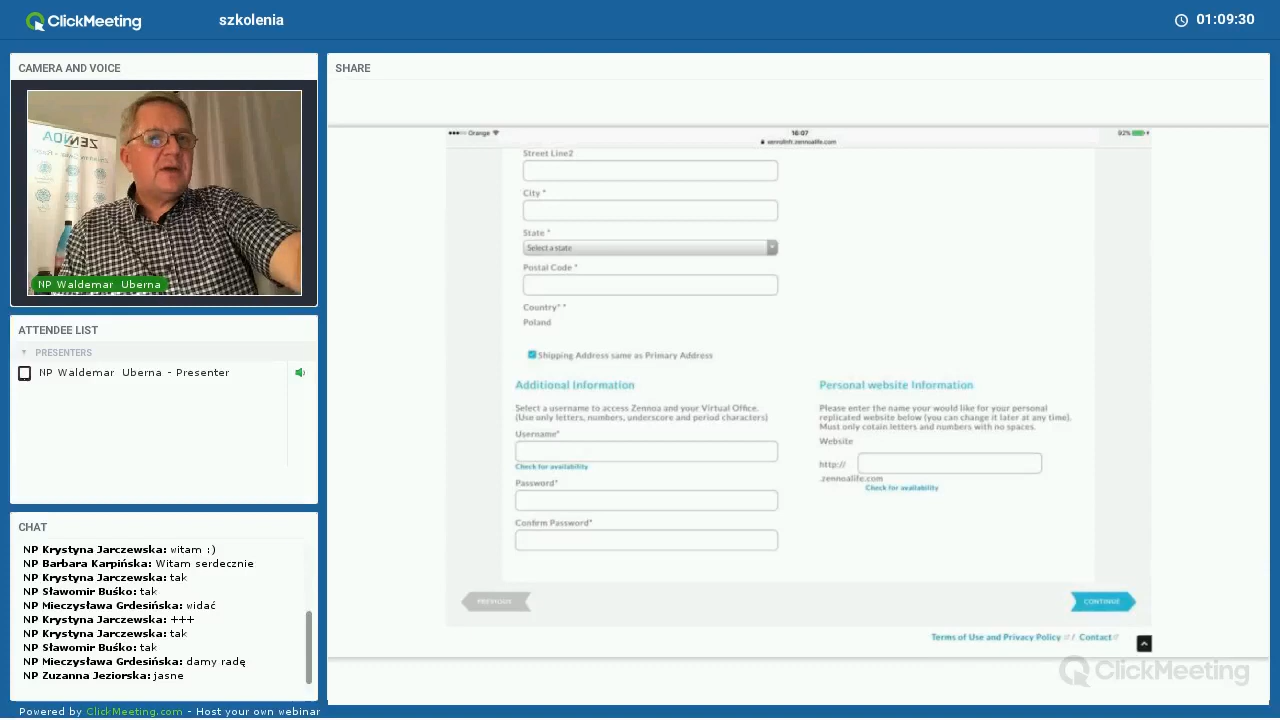 ClickMeeting
szkolenia
01:09:30
CAMERA AND VOICE
ZENNOA
NP Waldemar Uberna
ATTENDEE LIST
PRESENTERS
NP Waldemar Uberna - Presenter
CHAT
NP Krystyna Jarczewska: witam :)
NP Barbara Karpińska: Witam serdecznie
NP Krystyna Jarczewska: tak
NP Sławomir Buśko: tak
NP Mieczysława Grdesińska: widać
NP Krystyna Jarczewska: +++
NP Krystyna Jarczewska: tak
NP Sławomir Buśko: tak
NP Mieczysława Grdesińska: damy radę
NP Zuzanna Jeziorska: jasne
Powered by ClickMeeting.com - Host your own webinar
SHARE
Orange
16:07
92%
Street Line2
City *
State *
Select a state
Postal Code *
Country* *
Poland
Shipping Address same as Primary Address
Additional Information
Select a username to access Zennoa and your Virtual Office.
(Use only letters, numbers, underscore and period characters)
Username*
Check for availability
Password*
Confirm Password*
Personal website Information
Please enter the name your would like for your personal
replicated website below (you can change it later at any time).
Must only cotain letters and numbers with no spaces.
Website
http://
.zennoalife.com
Check for availability
PREVIOUS
CONTINUE
Terms of Use and Privacy Policy / Contact
ClickMeeting